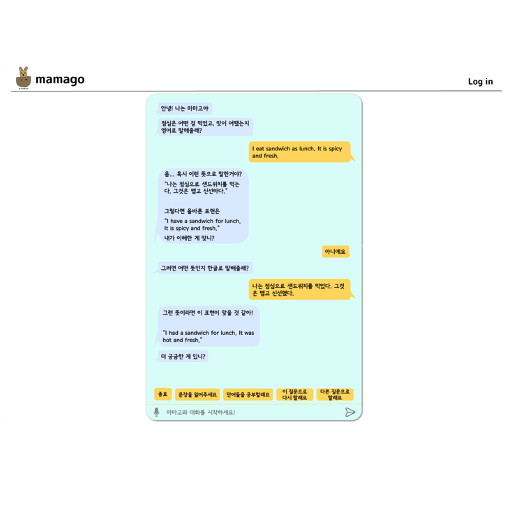 mamago
Log in
안녕! 나는 마마고야
점심은 어떤 걸 먹었고, 맛이 어땠는지
영어로 말해줄래?
I eat sandwich as lunch. It is spicy
and fresh.
음... 혹시 이런 뜻으로 말한거야?
"나는 점심으로 샌드위치를 먹는
다. 그것은 맵고 신선하다."
그렇다면 올바른 표현은
"I have a sandwich for lunch,
It is spicy and fresh."
내가 이해한 게 맞니?
아니에요
그러면 어떤 뜻인지 한글로 말해줄래?
나는 점심으로 샌드위치를 먹었다. 그것
은 맵고 신선했다.
그런 뜻이라면 이 표현이 맞을 것 같아!
"I had a sandwich for lunch, It was
hot and fresh."
더 궁금한 게 있니?
종료
문장을 읽어주세요
단어들을 공부할래요
이 질문으로
다시 할래요
다른 질문으로
할래요
마마고와 대화를 시작하세요!